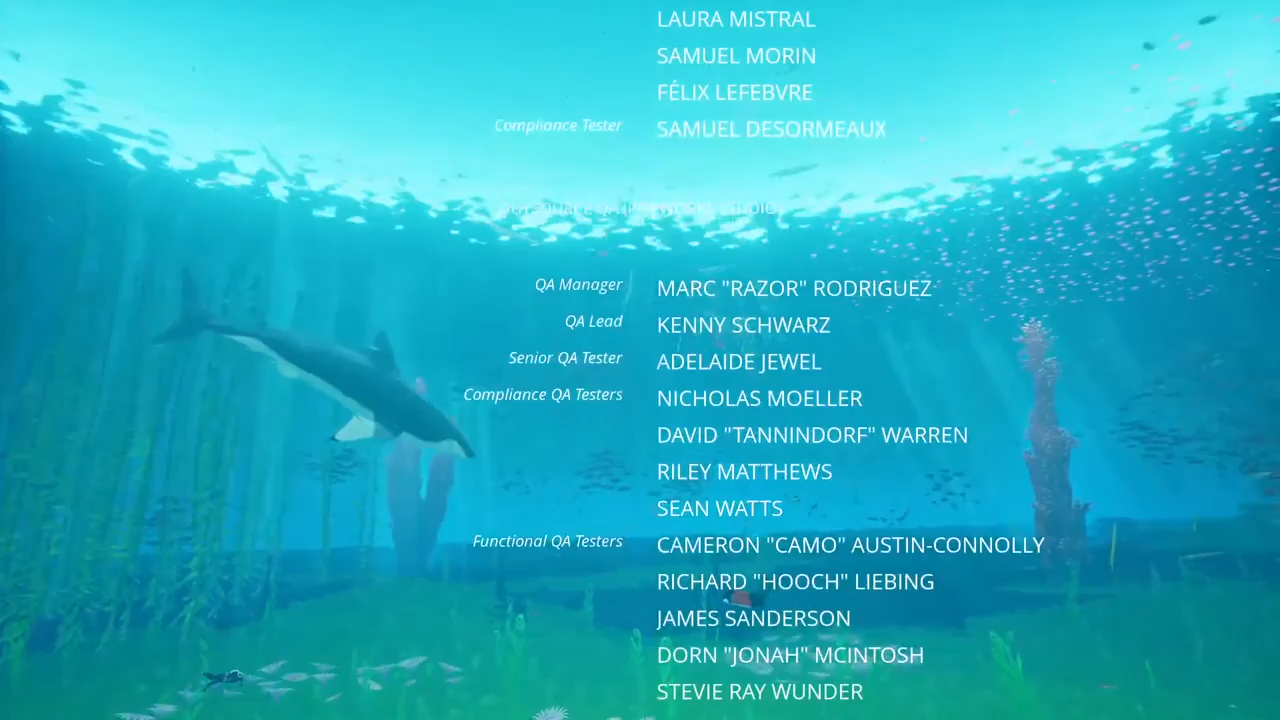 LAURA MISTRAL
SAMUEL MORIN
FÉLIX LEFEBVRE
Compliance Tester SAMUEL DESORMEAUX
QA Manager MARC "RAZOR" RODRIGUEZ
QA Lead KENNY SCHWARZ
Senior QA Tester ADELAIDE JEWEL
Compliance QA Testers NICHOLAS MOELLER
DAVID "TANNINDORF" WARREN
RILEY MATTHEWS
SEAN WATTS
Functional QA Testers CAMERON "CAMO" AUSTIN-CONNOLLY
RICHARD "HOOCH" LIEBING
JAMES SANDERSON
DORN "JONAH" MCINTOSH
STEVIE RAY WUNDER